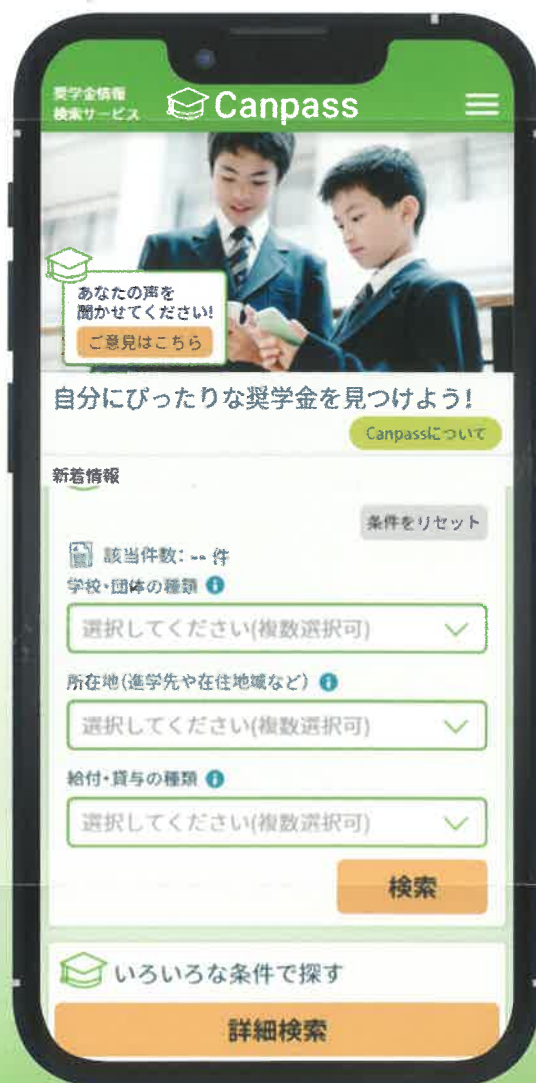 奨学金情報
検索サービス
Canpass
あなたの声を
聞かせてください!
ご意見はこちら
自分にぴったりな奨学金を見つけよう!
Canpassについて
新着情報
条件をリセット
該当件数: -- 件
学校・団体の種類
選択してください(複数選択可)
所在地(進学先や在住地域など)
選択してください(複数選択可)
給付・貸与の種類
選択してください(複数選択可)
検索
いろいろな条件で探す
詳細検索